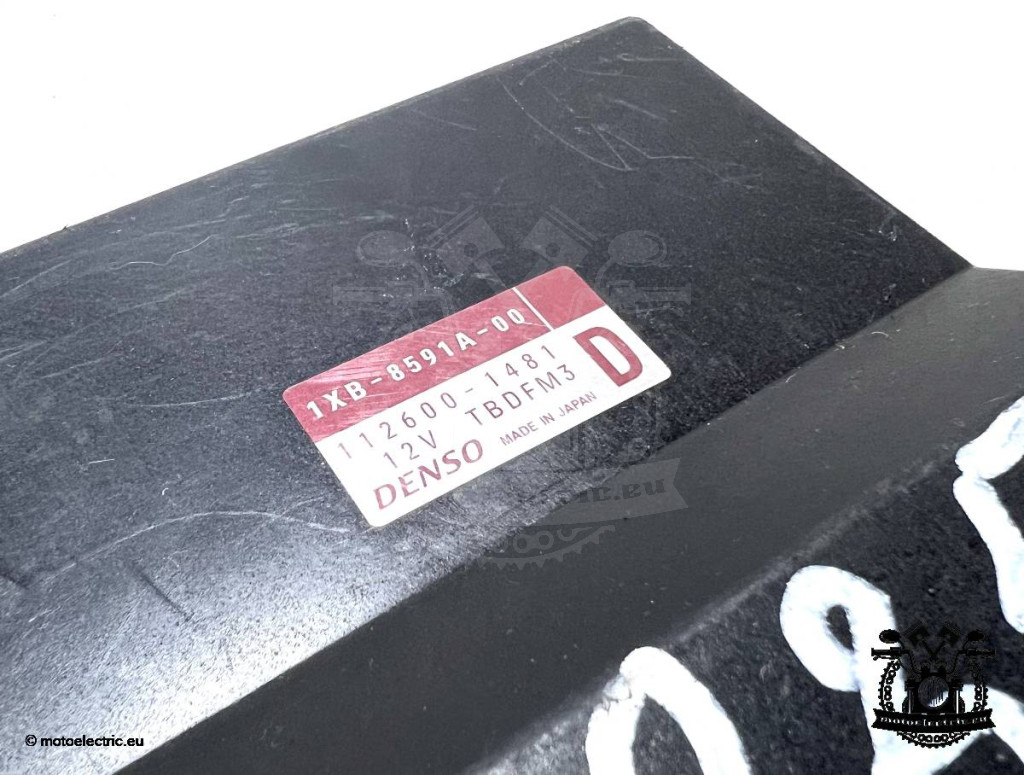 1XB-8591A-00
112600-1481
12V TBDFM3
D
DENSO MADE IN JAPAN
© motoelectric.eu